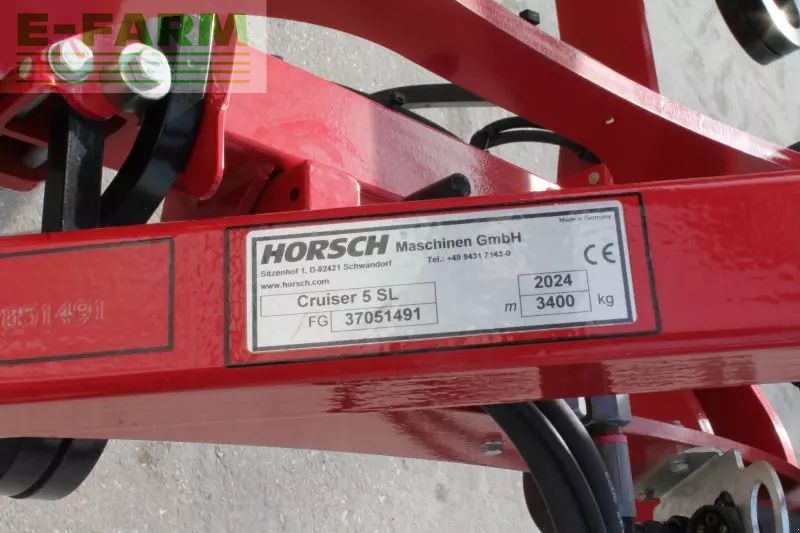 E-FARM
HORSCH Maschinen GmbH
Made in Germany
Sitzenhof 1, D-92421 Schwandorf
Tel.: +49 9431 7143-0
www.horsch.com
CE
Cruiser 5 SL
2024
FG 37051491
m 3400 kg
051491